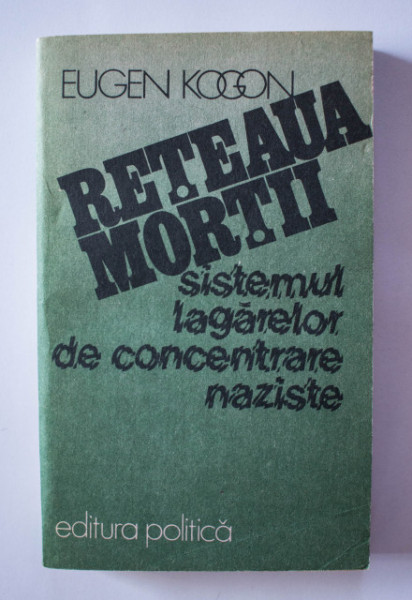 EUGEN KOGON
REȚEAUA
MORȚII
sistemul
lagărelor
de concentrare
naziste
editura politică